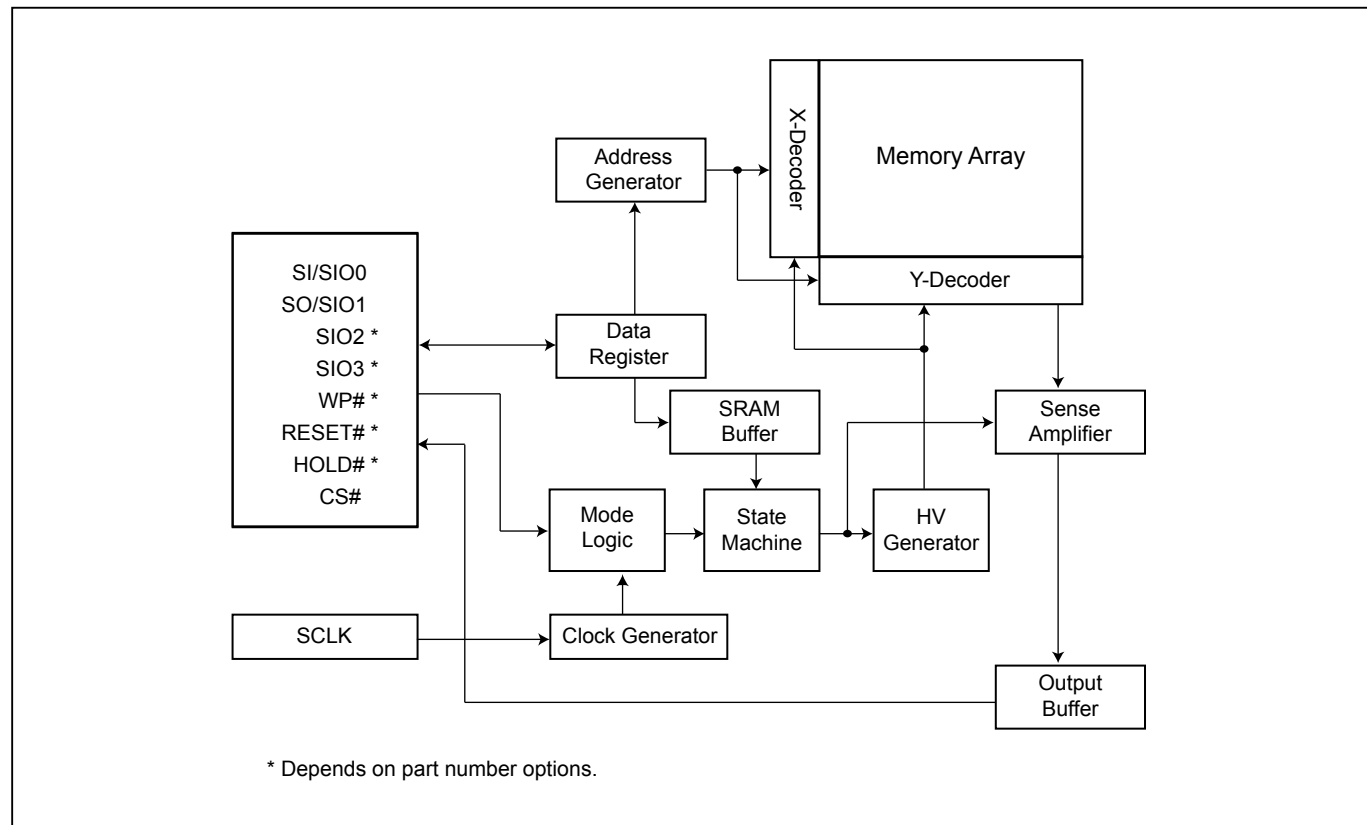 X-Decoder
Memory Array
Address
Generator
Y-Decoder
SI/SIO0
SO/SIO1
SIO2 *
SIO3 *
WP# *
RESET# *
HOLD# *
CS#
Data
Register
SRAM
Buffer
Sense
Amplifier
Mode
Logic
State
Machine
HV
Generator
SCLK
Clock Generator
Output
Buffer
* Depends on part number options.